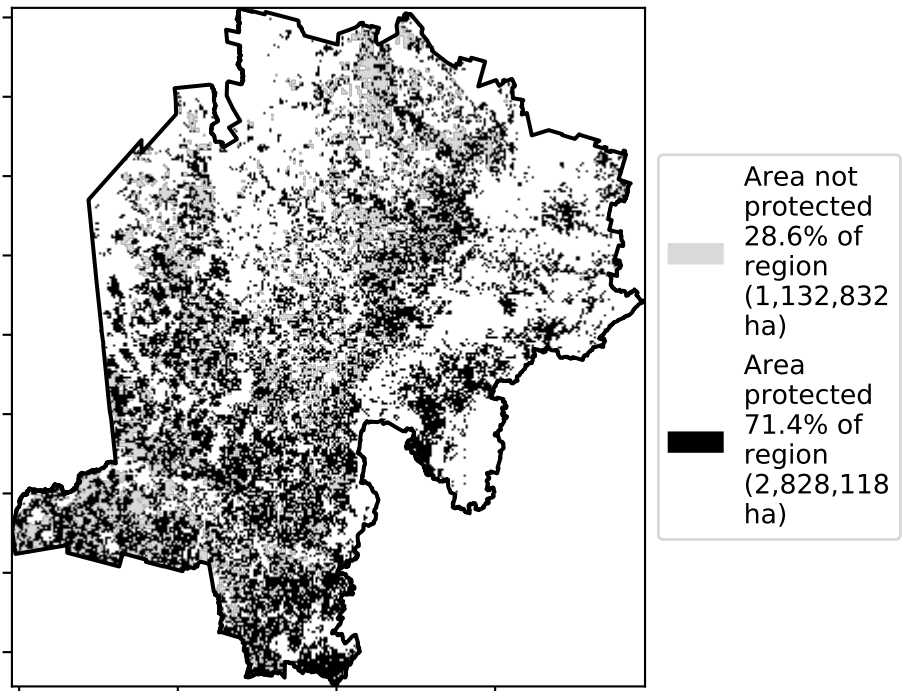 Area not
protected
28.6% of
region
(1,132,832
ha)
Area
protected
71.4% of
region
(2,828,118
ha)